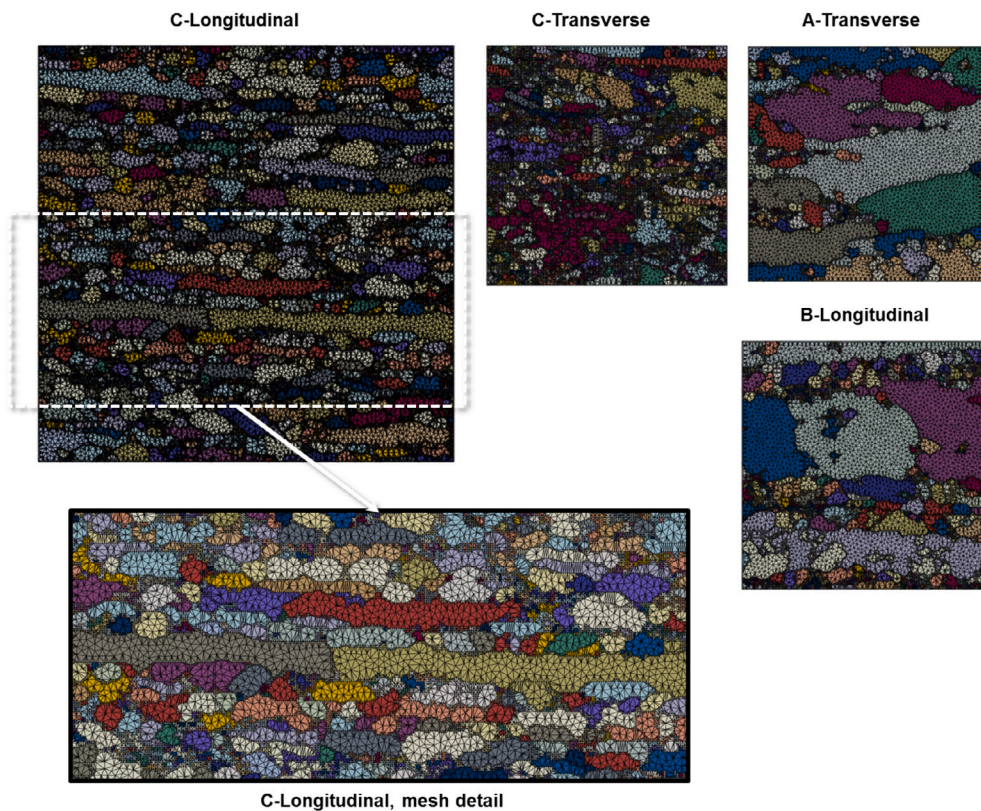 C-Longitudinal
C-Transverse
A-Transverse
B-Longitudinal
C-Longitudinal, mesh detail